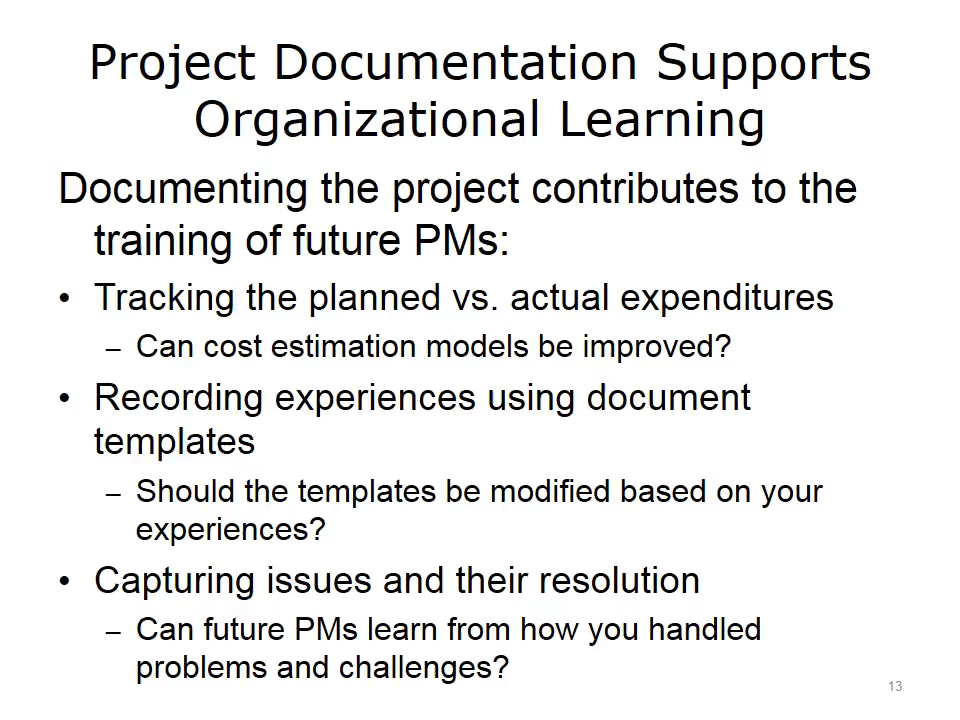 Project Documentation Supports
Organizational Learning
Documenting the project contributes to the
training of future PMs:
• Tracking the planned vs. actual expenditures
– Can cost estimation models be improved?
• Recording experiences using document
templates
– Should the templates be modified based on your
experiences?
• Capturing issues and their resolution
– Can future PMs learn from how you handled
problems and challenges?
13